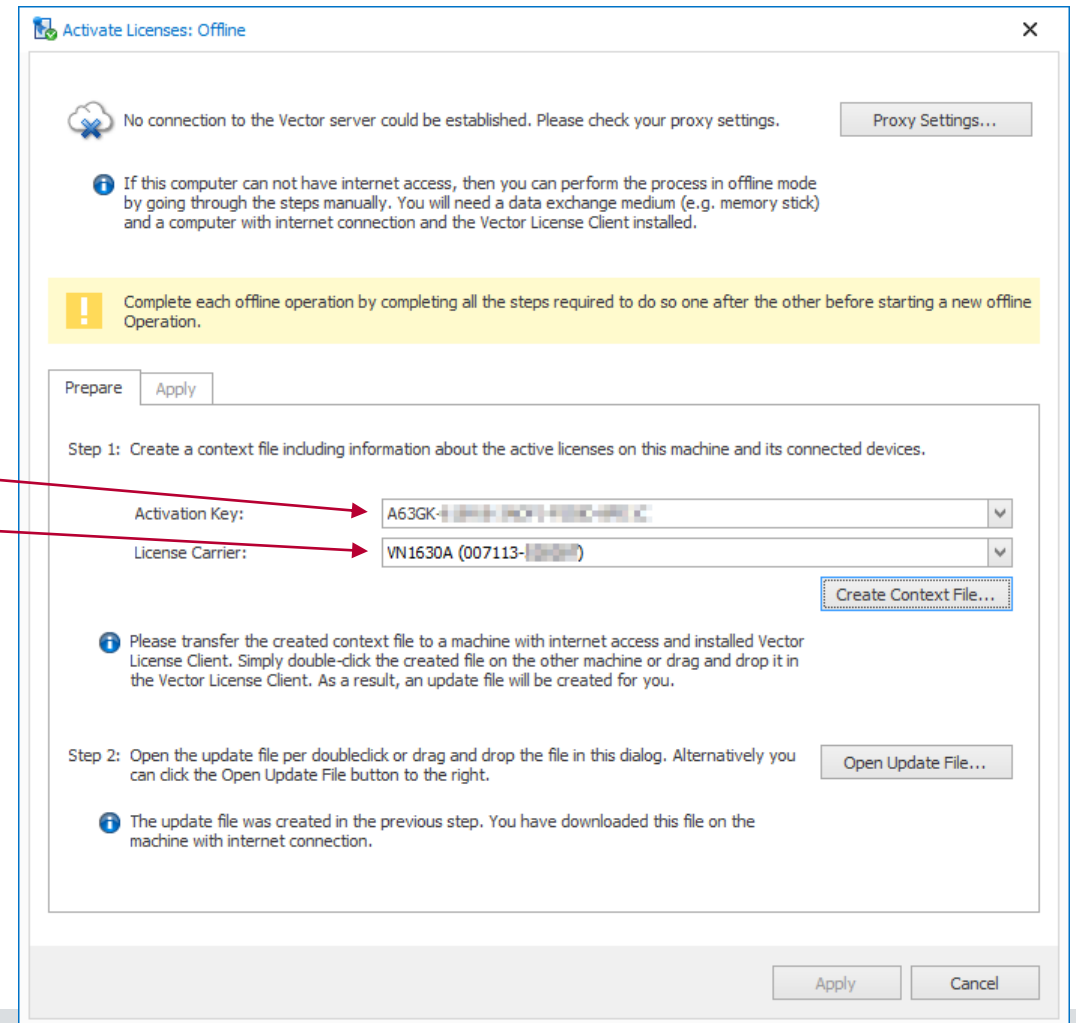 Activate Licenses: Offline
No connection to the Vector server could be established. Please check your proxy settings.
Proxy Settings...
If this computer can not have internet access, then you can perform the process in offline mode
by going through the steps manually. You will need a data exchange medium (e.g. memory stick)
and a computer with internet connection and the Vector License Client installed.
Complete each offline operation by completing all the steps required to do so one after the other before starting a new offline
Operation.
Prepare
Apply
Step 1: Create a context file including information about the active licenses on this machine and its connected devices.
Activation Key:
A63GK-
License Carrier:
VN1630A (007113- )
Create Context File...
Please transfer the created context file to a machine with internet access and installed Vector
License Client. Simply double-click the created file on the other machine or drag and drop it in
the Vector License Client. As a result, an update file will be created for you.
Step 2: Open the update file per doubleclick or drag and drop the file in this dialog. Alternatively you
can click the Open Update File button to the right.
Open Update File...
The update file was created in the previous step. You have downloaded this file on the
machine with internet connection.
Apply
Cancel